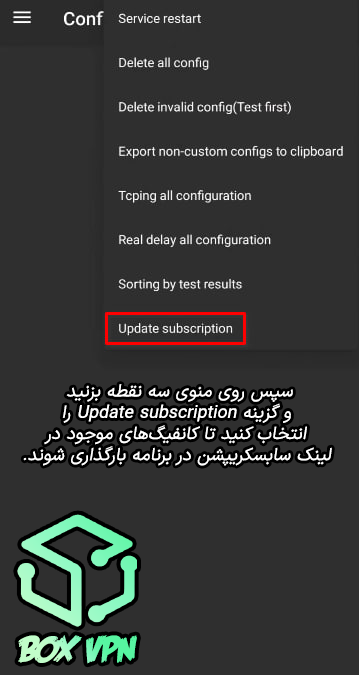 Conf
Service restart
Delete all config
Delete invalid config(Test first)
Export non-custom configs to clipboard
Tcping all configuration
Real delay all configuration
Sorting by test results
Update subscription
سپس روی منوی سه نقطه بزنید
و گزینه Update subscription را
انتخاب کنید تا کانفیگ‌های موجود در
لینک سابسکریپشن در برنامه بارگذاری شوند.
BOX VPN